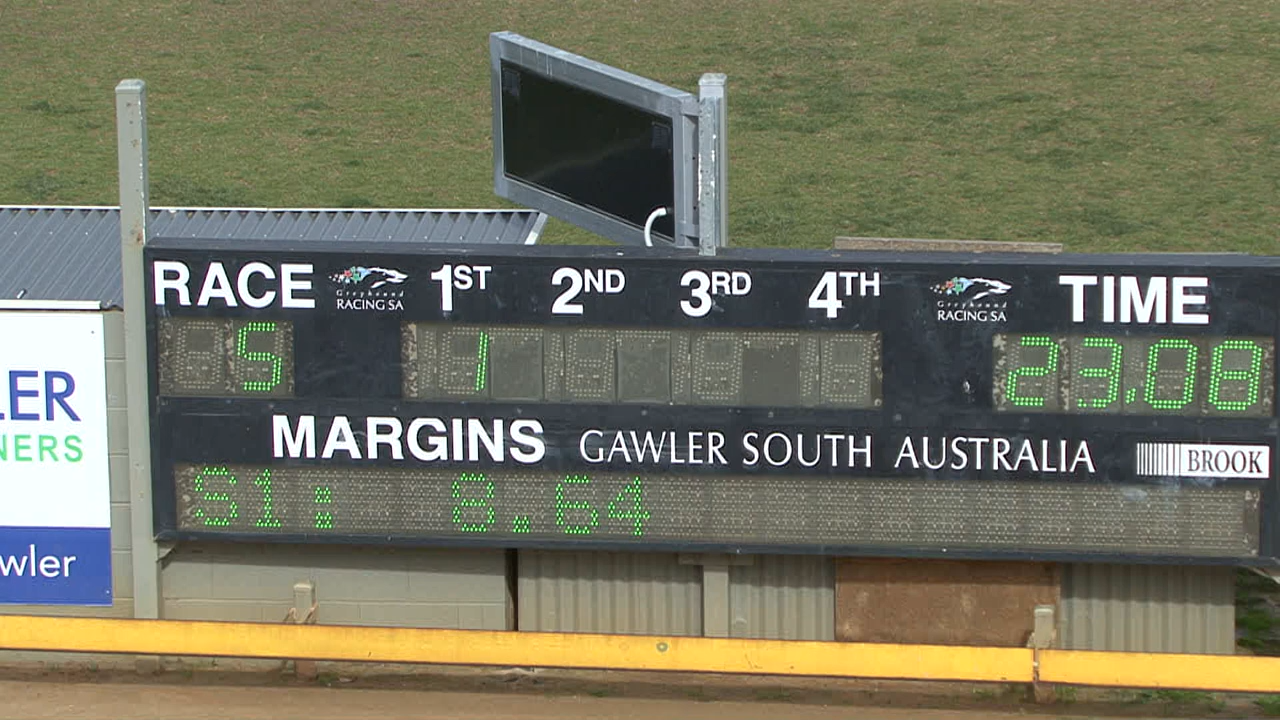 RACE Greyhound RACING SA 1ST 2ND 3RD 4TH Greyhound RACING SA TIME
5 1 23.08
MARGINS GAWLER SOUTH AUSTRALIA BROOK
S1: 8.64
LER
NERS
wler